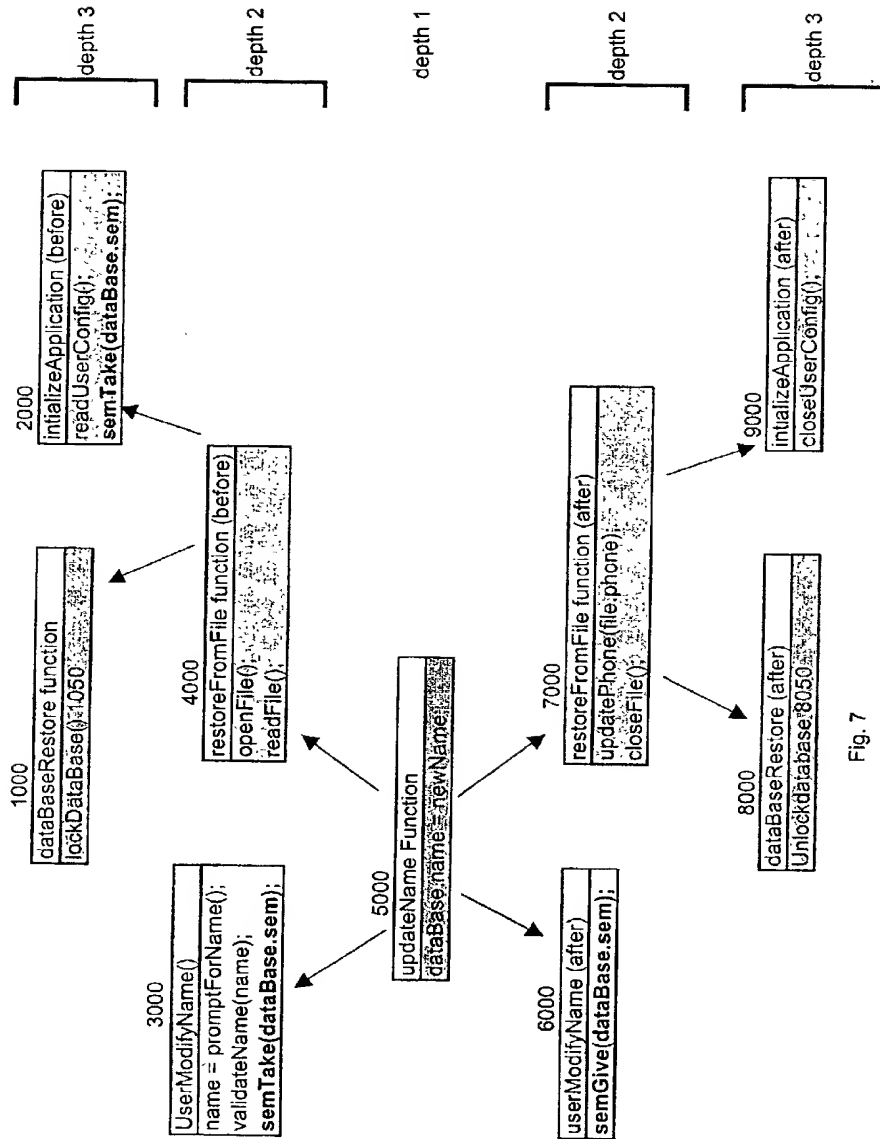 depth 3
depth 2
depth 1
depth 2
depth 3
1000
dataBaseRestore function
lockDataBase() 1050
2000
intializeApplication (before)
readUserConfig();
semTake(dataBase.sem);
3000
UserModifyName()
name = promptForName();
validateName(name);
semTake(dataBase.sem);
4000
restoreFromFile function (before)
openFile();
readFile();
5000
updateName Function
dataBase.name = newName;
6000
userModifyName (after)
semGive(dataBase.sem);
7000
restoreFromFile function (after)
updatePhone(file.phone);
closeFile();
8000
dataBaseRestore (after)
Unlockdatabase 8050
9000
intializeApplication (after)
closeUserConfig();
Fig. 7